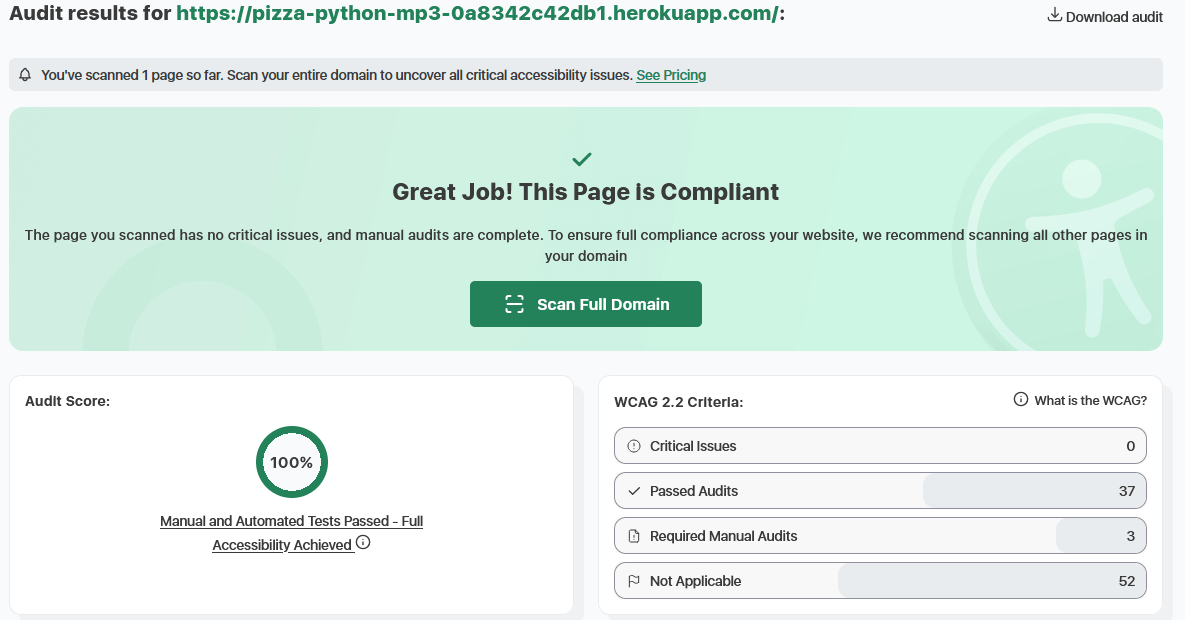 Audit results for https://pizza-python-mp3-0a8342c42db1.herokuapp.com/:
Download audit
You've scanned 1 page so far. Scan your entire domain to uncover all critical accessibility issues. See Pricing
Great Job! This Page is Compliant
The page you scanned has no critical issues, and manual audits are complete. To ensure full compliance across your website, we recommend scanning all other pages in
your domain
Scan Full Domain
Audit Score:
100%
Manual and Automated Tests Passed - Full
Accessibility Achieved
WCAG 2.2 Criteria:
What is the WCAG?
Critical Issues 0
Passed Audits 37
Required Manual Audits 3
Not Applicable 52